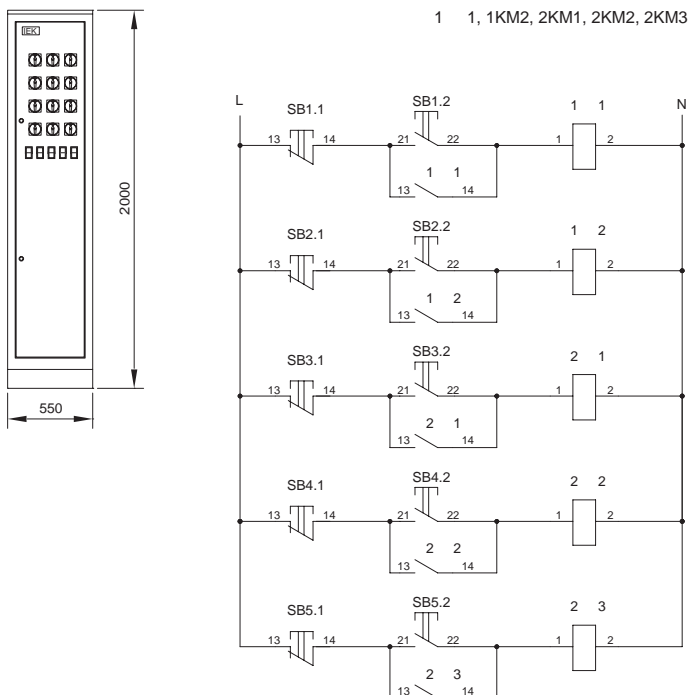 1 1, 1KM2, 2KM1, 2KM2, 2KM3
IEK
2000
550
L
N
SB1.1
SB1.2
1 1
13 14 21 22 1 2
1 1
13 14
SB2.1
SB2.2
1 2
13 14 21 22 1 2
1 2
13 14
SB3.1
SB3.2
2 1
13 14 21 22 1 2
2 1
13 14
SB4.1
SB4.2
2 2
13 14 21 22 1 2
2 2
13 14
SB5.1
SB5.2
2 3
13 14 21 22 1 2
2 3
13 14